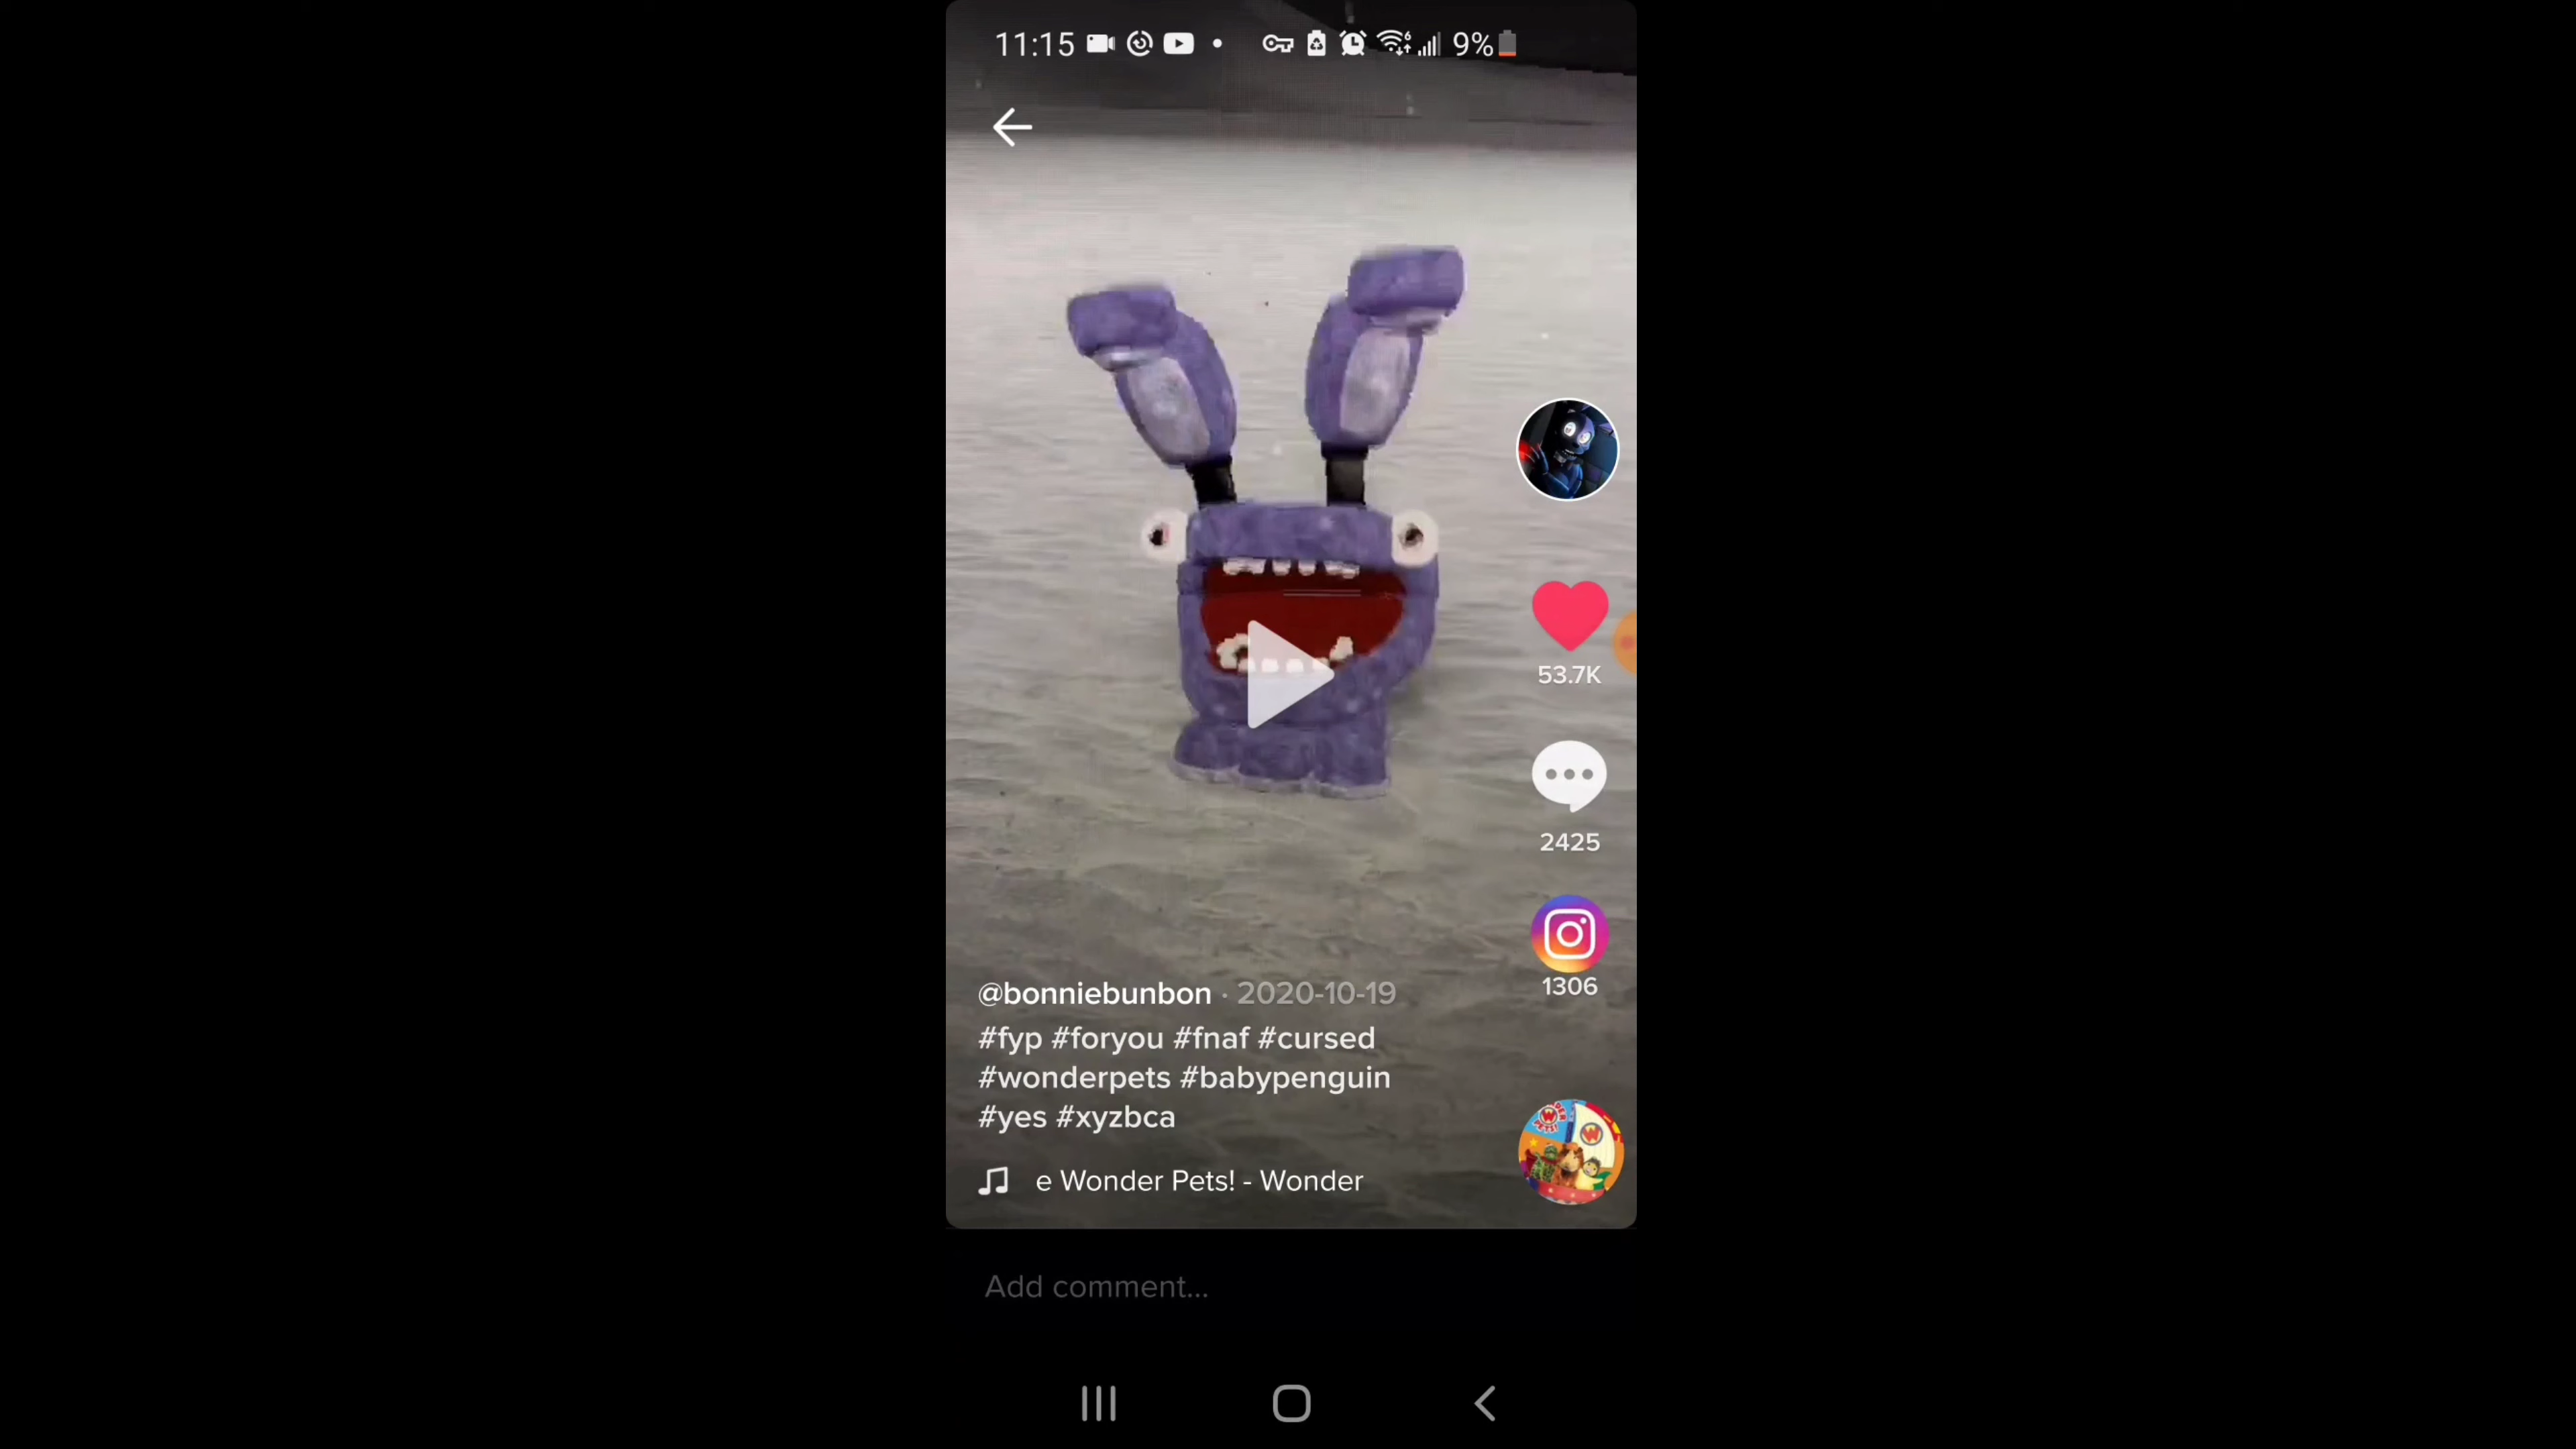 11:15 9%
53.7K
2425
1306
@bonniebunbon · 2020-10-19
#fyp #foryou #fnaf #cursed
#wonderpets #babypenguin
#yes #xyzbca
e Wonder Pets! - Wonder
Add comment...